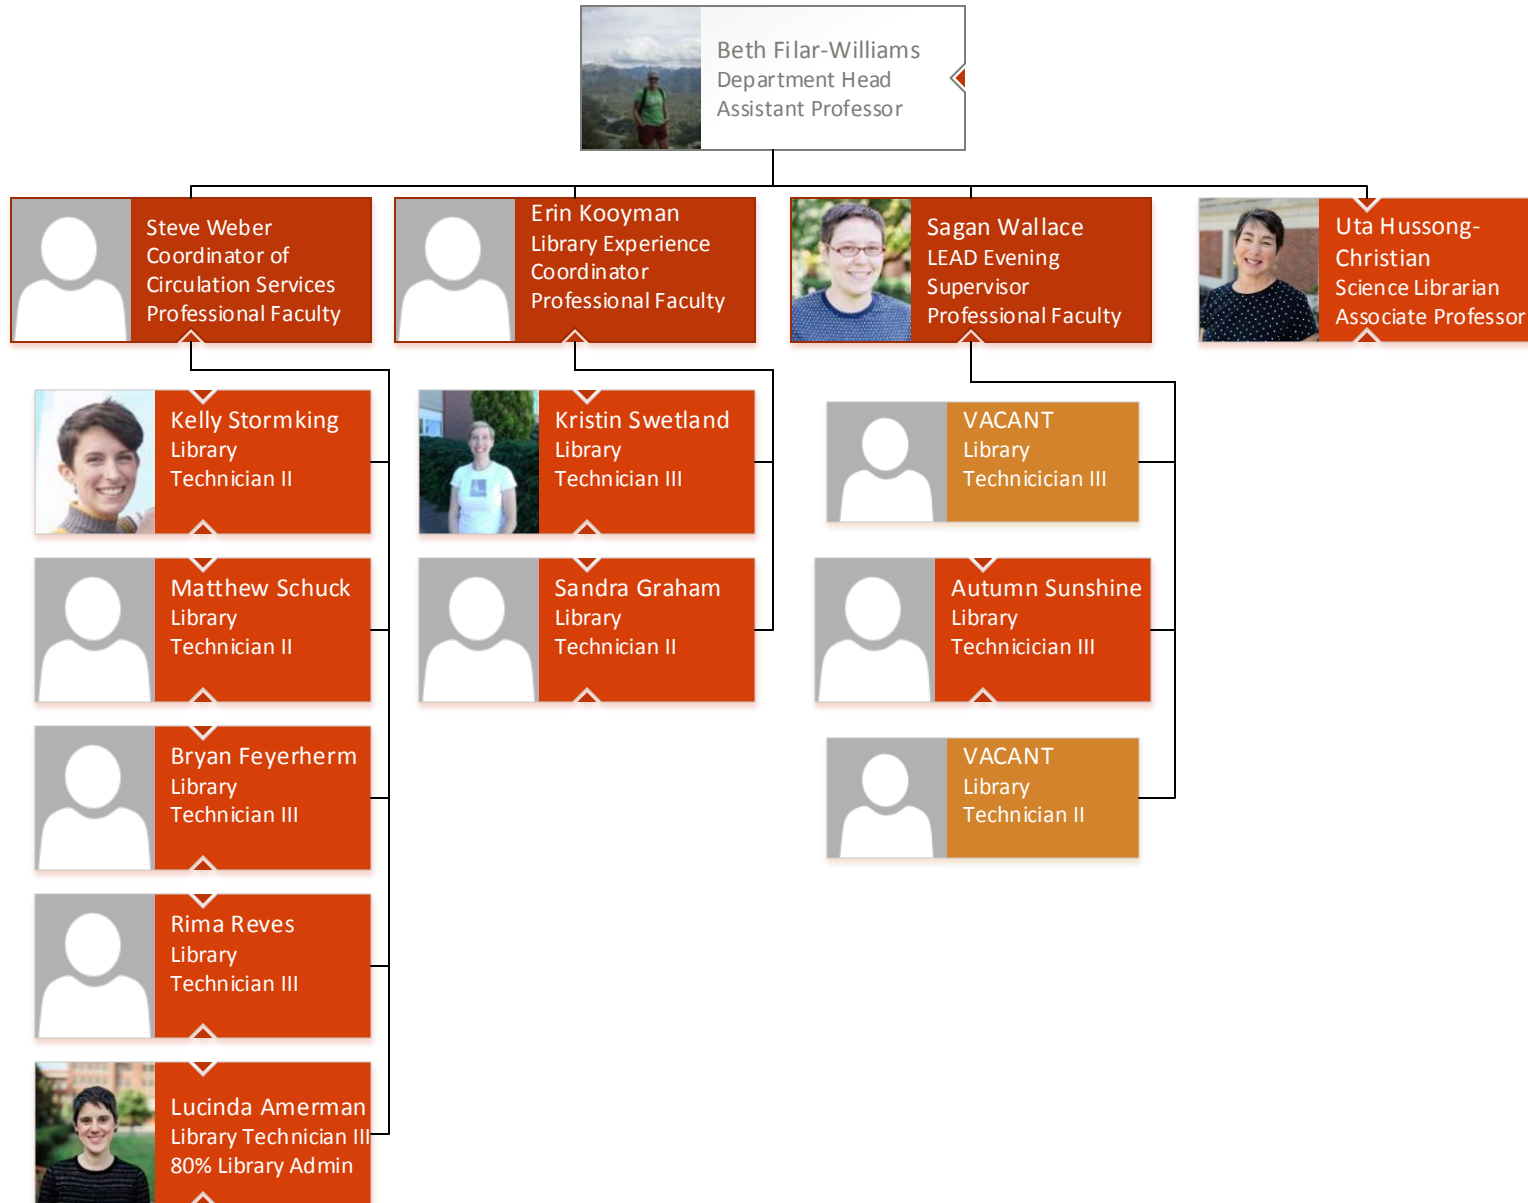 Beth Filar-Williams
Department Head
Assistant Professor
Steve Weber
Coordinator of
Circulation Services
Professional Faculty
Erin Kooyman
Library Experience
Coordinator
Professional Faculty
Sagan Wallace
LEAD Evening
Supervisor
Professional Faculty
Uta Hussong-
Christian
Science Librarian
Associate Professor
Kelly Stormking
Library
Technician II
Matthew Schuck
Library
Technician II
Bryan Feyerherm
Library
Technician III
Rima Reves
Library
Technician III
Lucinda Amerman
Library Technician III
80% Library Admin
Kristin Swetland
Library
Technician III
Sandra Graham
Library
Technician II
VACANT
Library
Technicician III
Autumn Sunshine
Library
Technicician III
VACANT
Library
Technician II